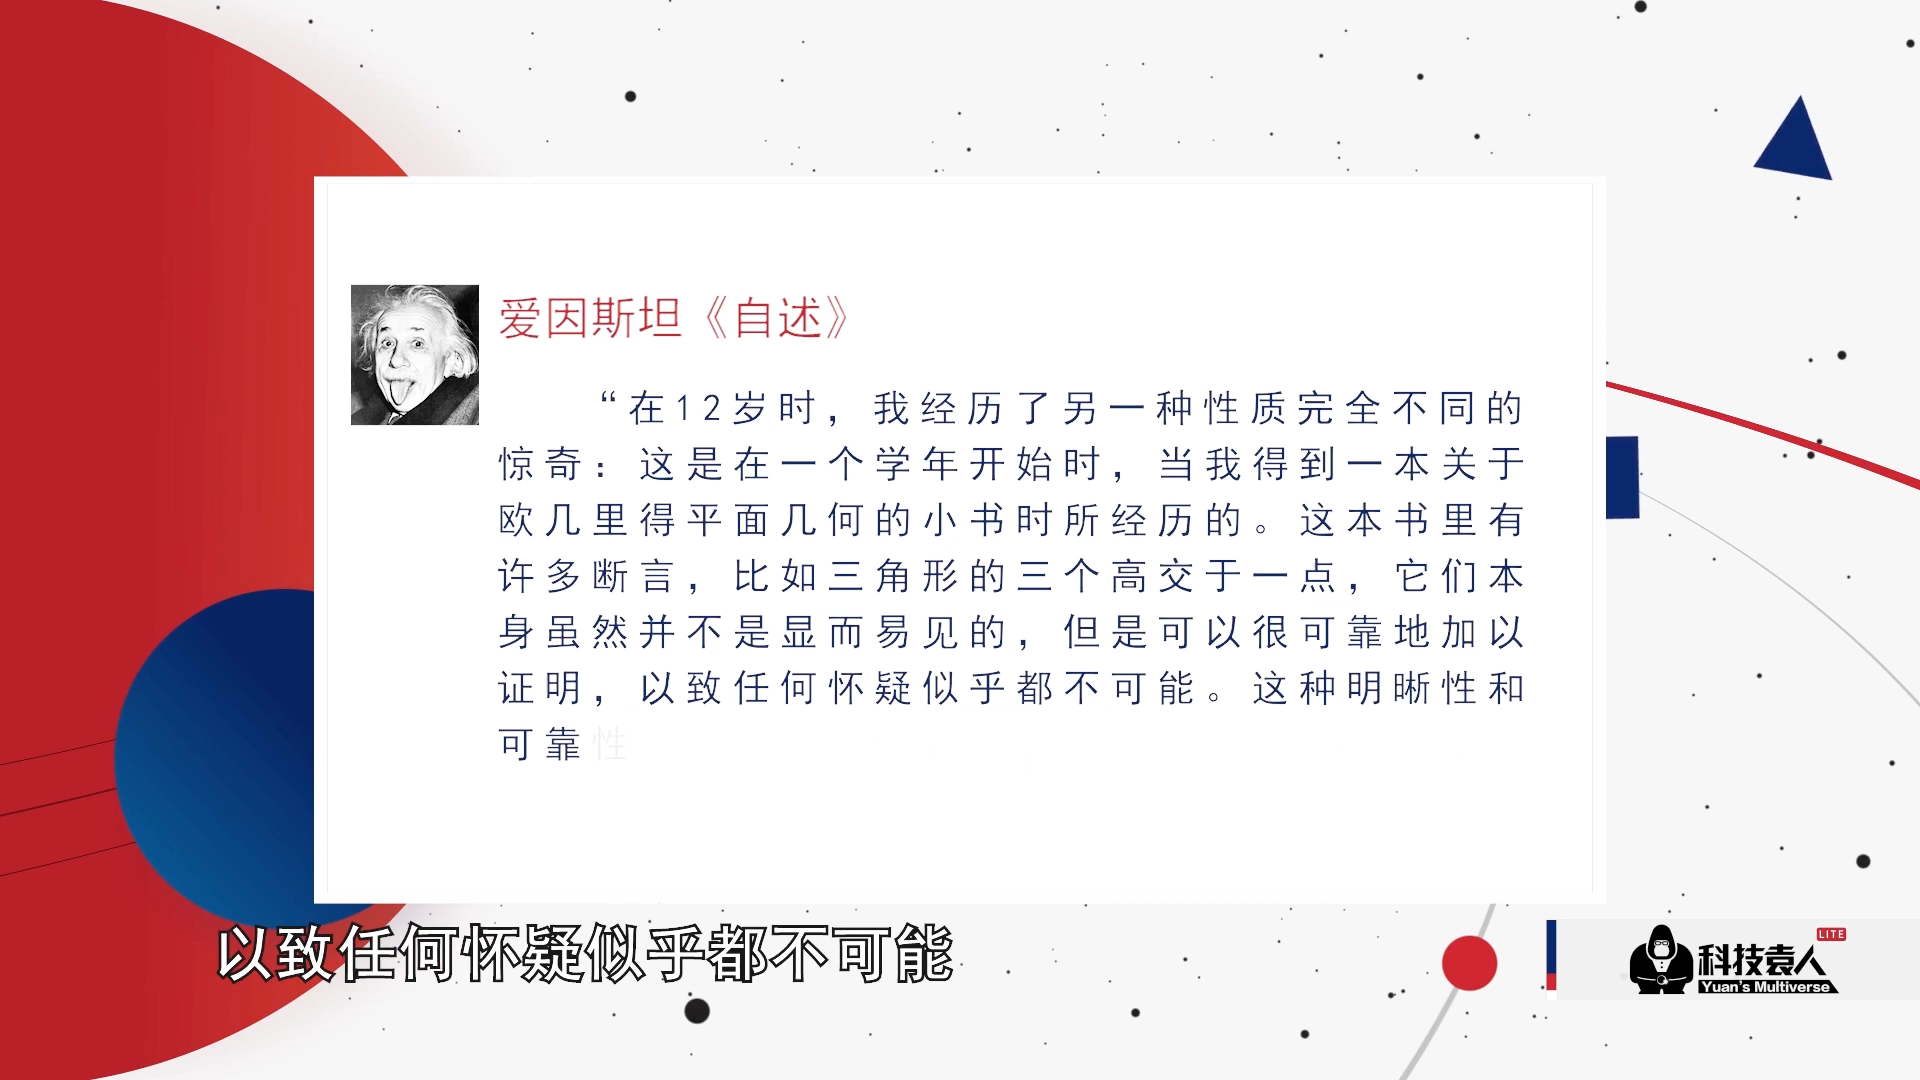 爱因斯坦《自述》
“在12岁时，我经历了另一种性质完全不同的
惊奇：这是在一个学年开始时，当我得到一本关于
欧几里得平面几何的小书时所经历的。这本书里有
许多断言，比如三角形的三个高交于一点，它们本
身虽然并不是显而易见的，但是可以很可靠地加以
证明，以致任何怀疑似乎都不可能。这种明晰性和
可靠性
以致任何怀疑似乎都不可能
科技袁人
LITE
Yuan's Multiverse